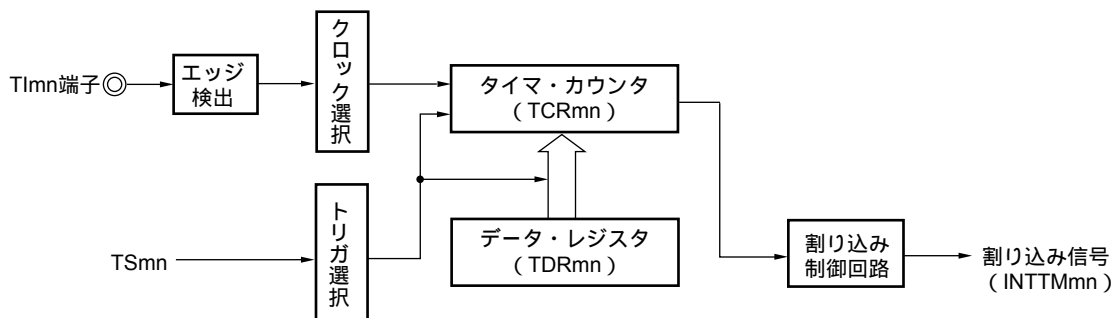 TImn端子
エッジ
検出
クロック選択
タイマ・カウンタ
(TCRmn)
TSmn
トリガ選択
データ・レジスタ
(TDRmn)
割り込み
制御回路
割り込み信号
(INTTMmn)